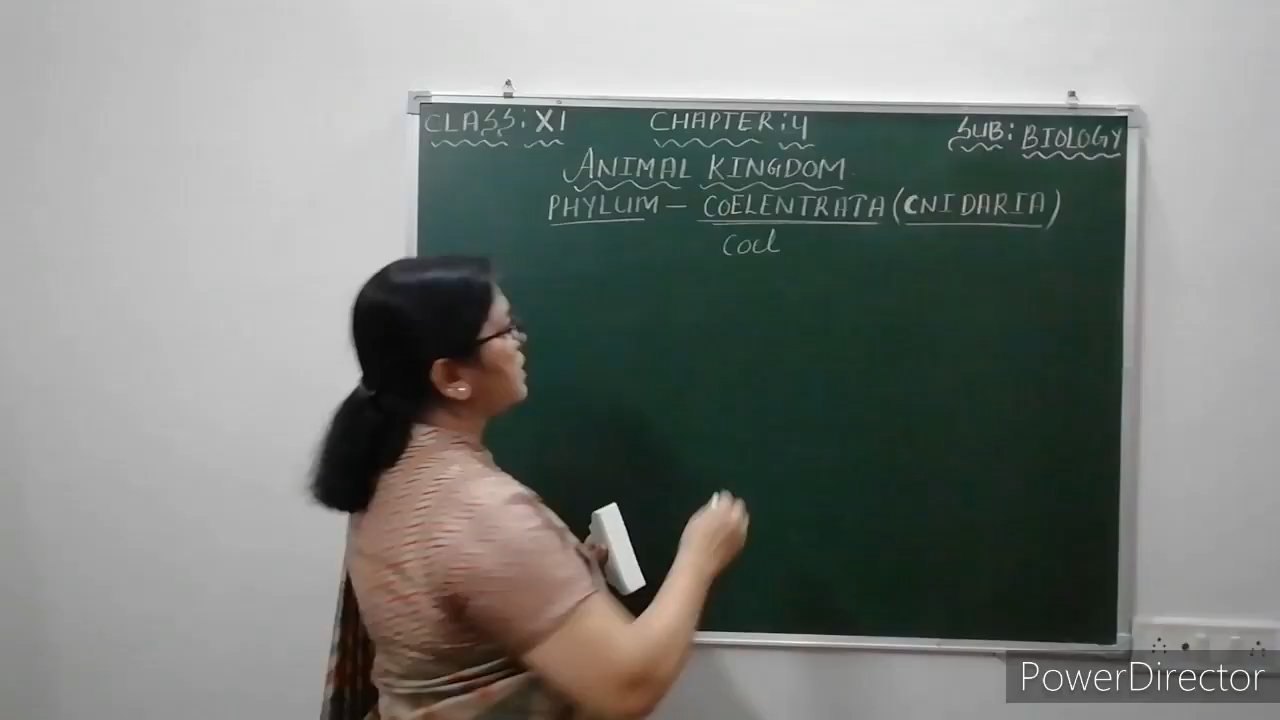 CLASS: XI CHAPTER: 4 SUB: BIOLOGY
ANIMAL KINGDOM
PHYLUM - COELENTRATA (CNIDARIA)
Coel
PowerDirector